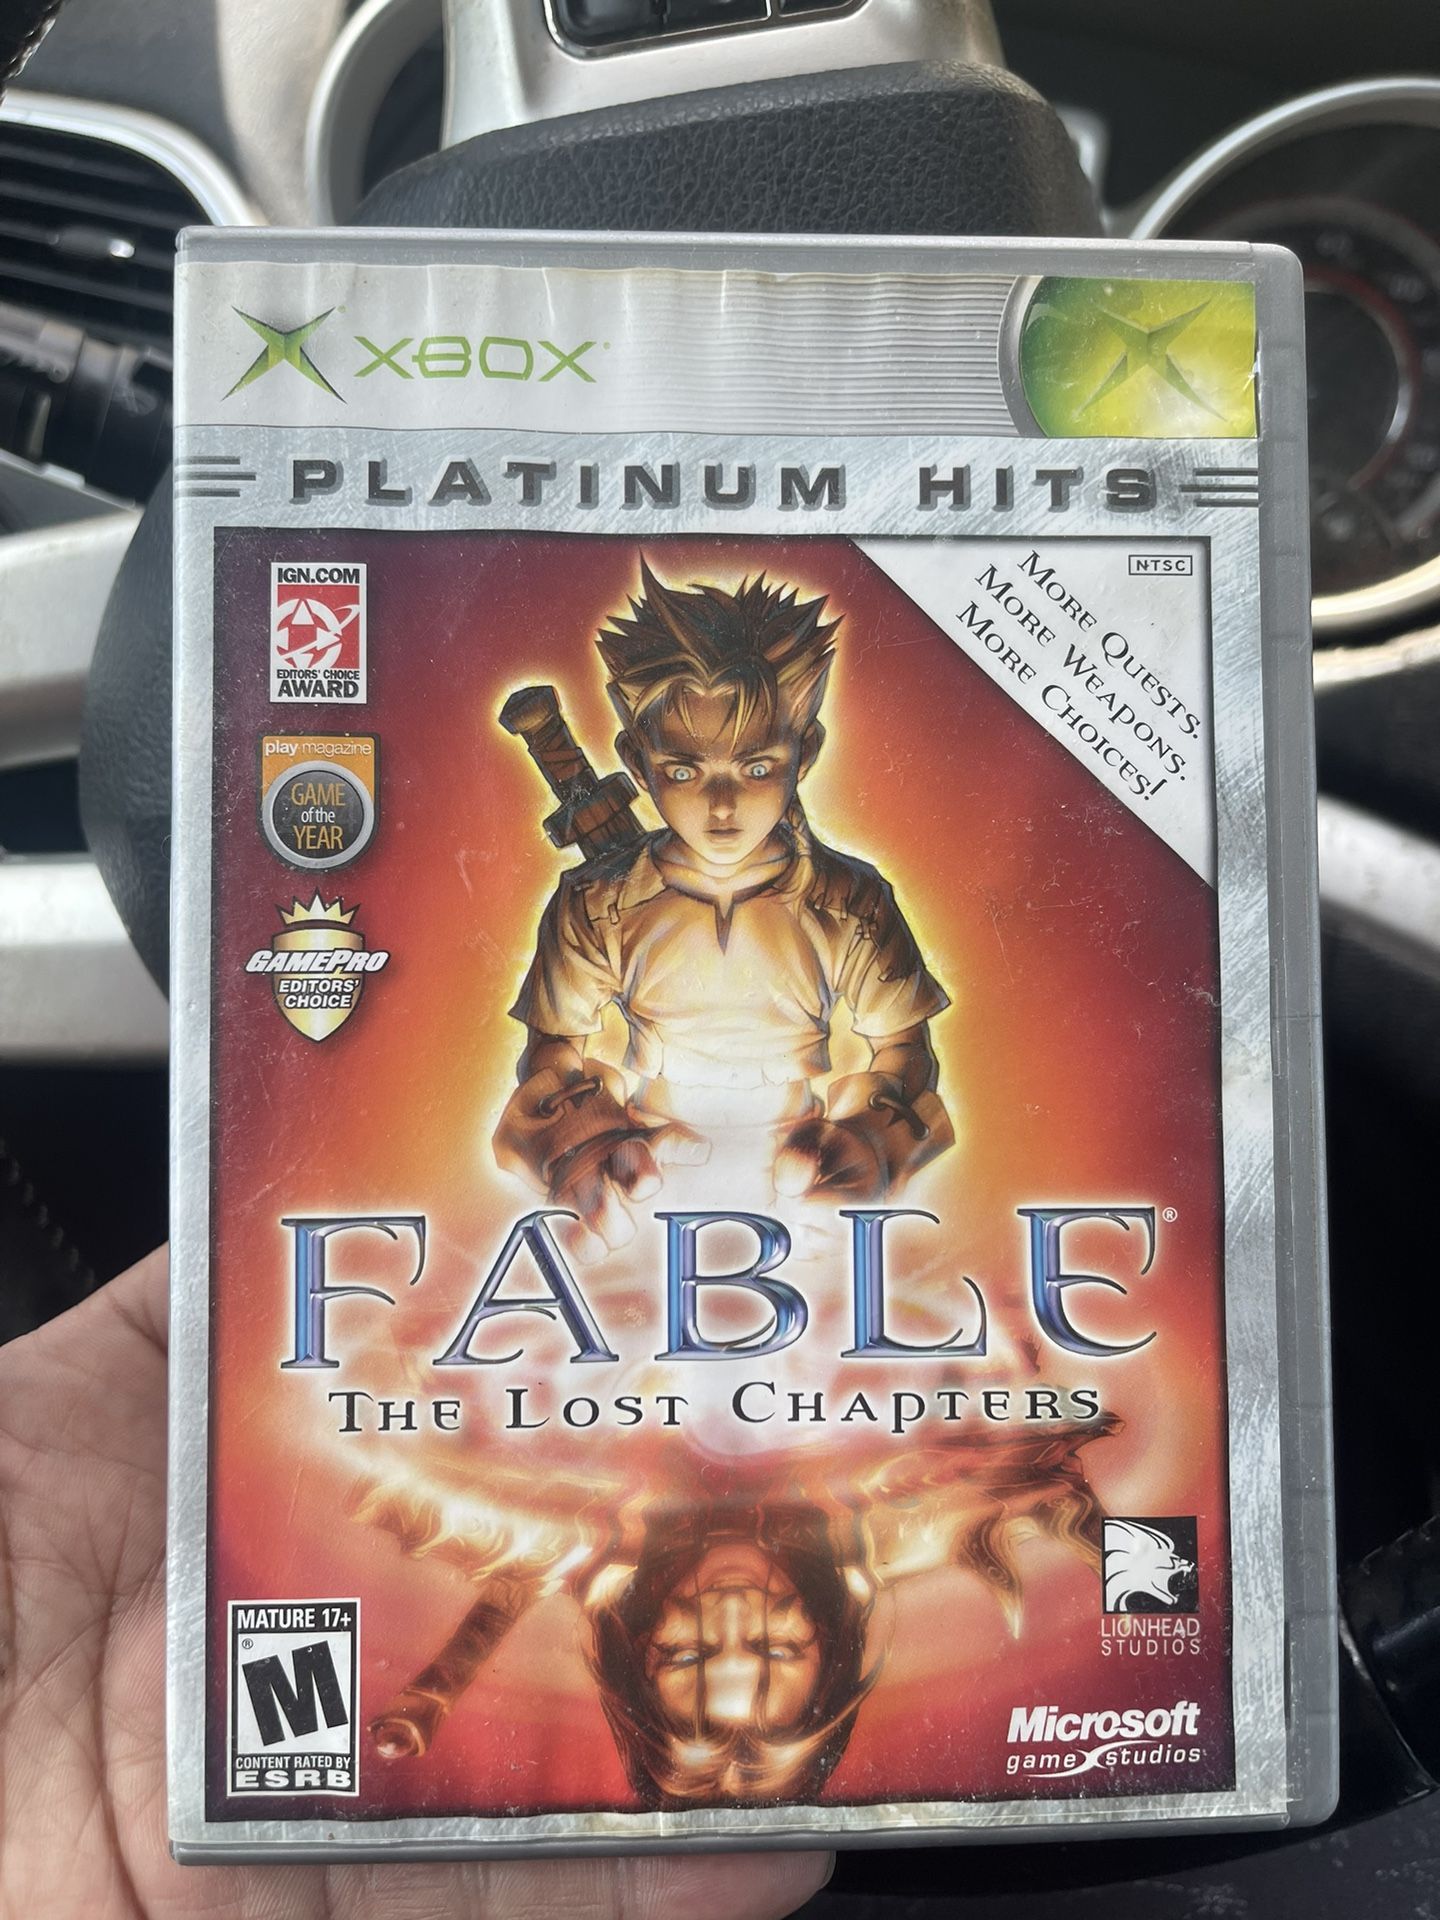 XBOX
PLATINUM HITS
NTSC
MORE QUESTS.
MORE WEAPONS.
MORE CHOICES!
IGN.COM
EDITORS' CHOICE
AWARD
play magazine
GAME
of the
YEAR
GAMEPRO
EDITORS'
CHOICE
FABLE®
THE LOST CHAPTERS
MATURE 17+
®
M
CONTENT RATED BY
ESRB
LIONHEAD
STUDIOS
Microsoft
game studios